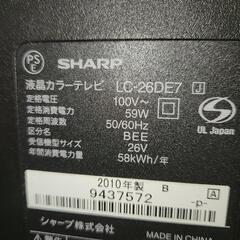 PS
E
SHARP
液晶カラーテレビ LC-26DE7 J
定格電圧 100V~
定格消費電力 59W
定格周波数 50/60Hz
区分名 BEE
受信機型サイズ 26V
年間消費電力量 58kWh/年
UL Japan
2010年製 B A
9437572 -p-
シャープ株式会社